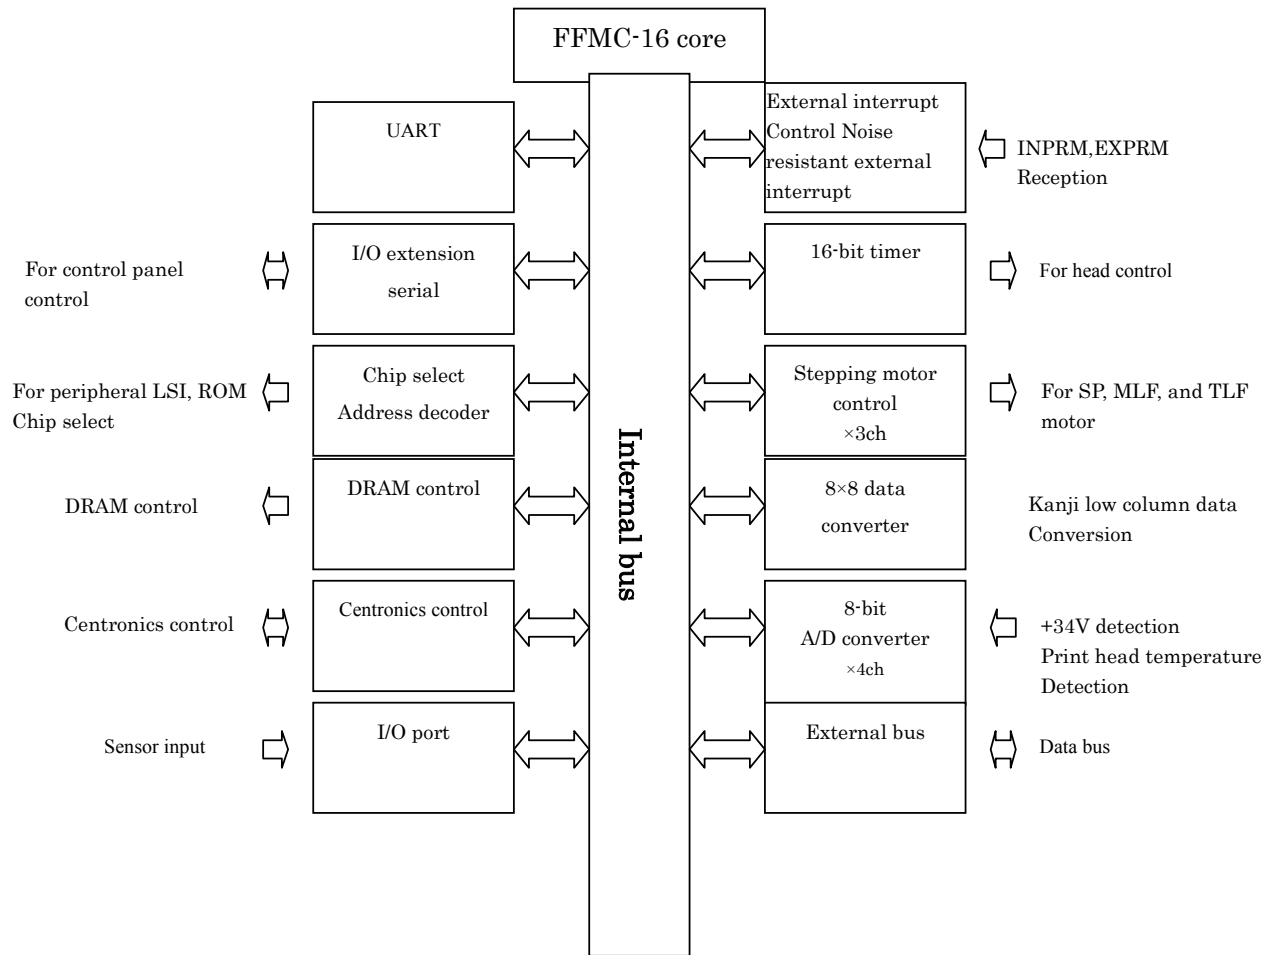 FFMC-16 core
UART
External interrupt
Control Noise
resistant external
interrupt
INPRM,EXPRM
Reception
For control panel
control
I/O extension
serial
16-bit timer
For head control
For peripheral LSI, ROM
Chip select
Chip select
Address decoder
Stepping motor
control
×3ch
For SP, MLF, and TLF
motor
Internal bus
DRAM control
DRAM control
8×8 data
converter
Kanji low column data
Conversion
Centronics control
Centronics control
8-bit
A/D converter
×4ch
+34V detection
Print head temperature
Detection
Sensor input
I/O port
External bus
Data bus